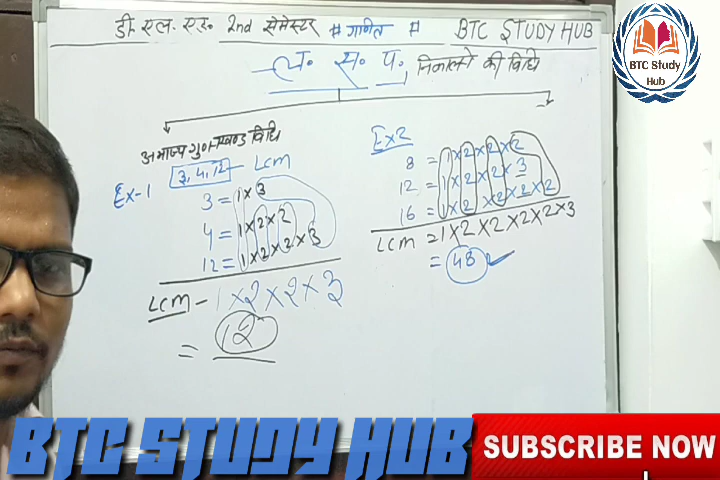 डी॰ एल॰ एड॰ 2nd सेमेस्टर # गणित # BTC STUDY HUB
BTC Study
Hub
ल॰ स॰ प॰, निकालने की विधि
अभाज्य गुणनखण्ड विधि
Ex-1 3, 4, 12 - LCM
3 = 1 × 3
4 = 1 × 2 × 2
12 = 1 × 2 × 2 × 3
LCM - 1 × 2 × 2 × 3
= 12
Ex2
8 = 1 × 2 × 2 × 2
12 = 1 × 2 × 2 × 3
16 = 1 × 2 × 2 × 2 × 2
LCM = 1 × 2 × 2 × 2 × 2 × 3
= 48
BTC STUDY HUB
SUBSCRIBE NOW